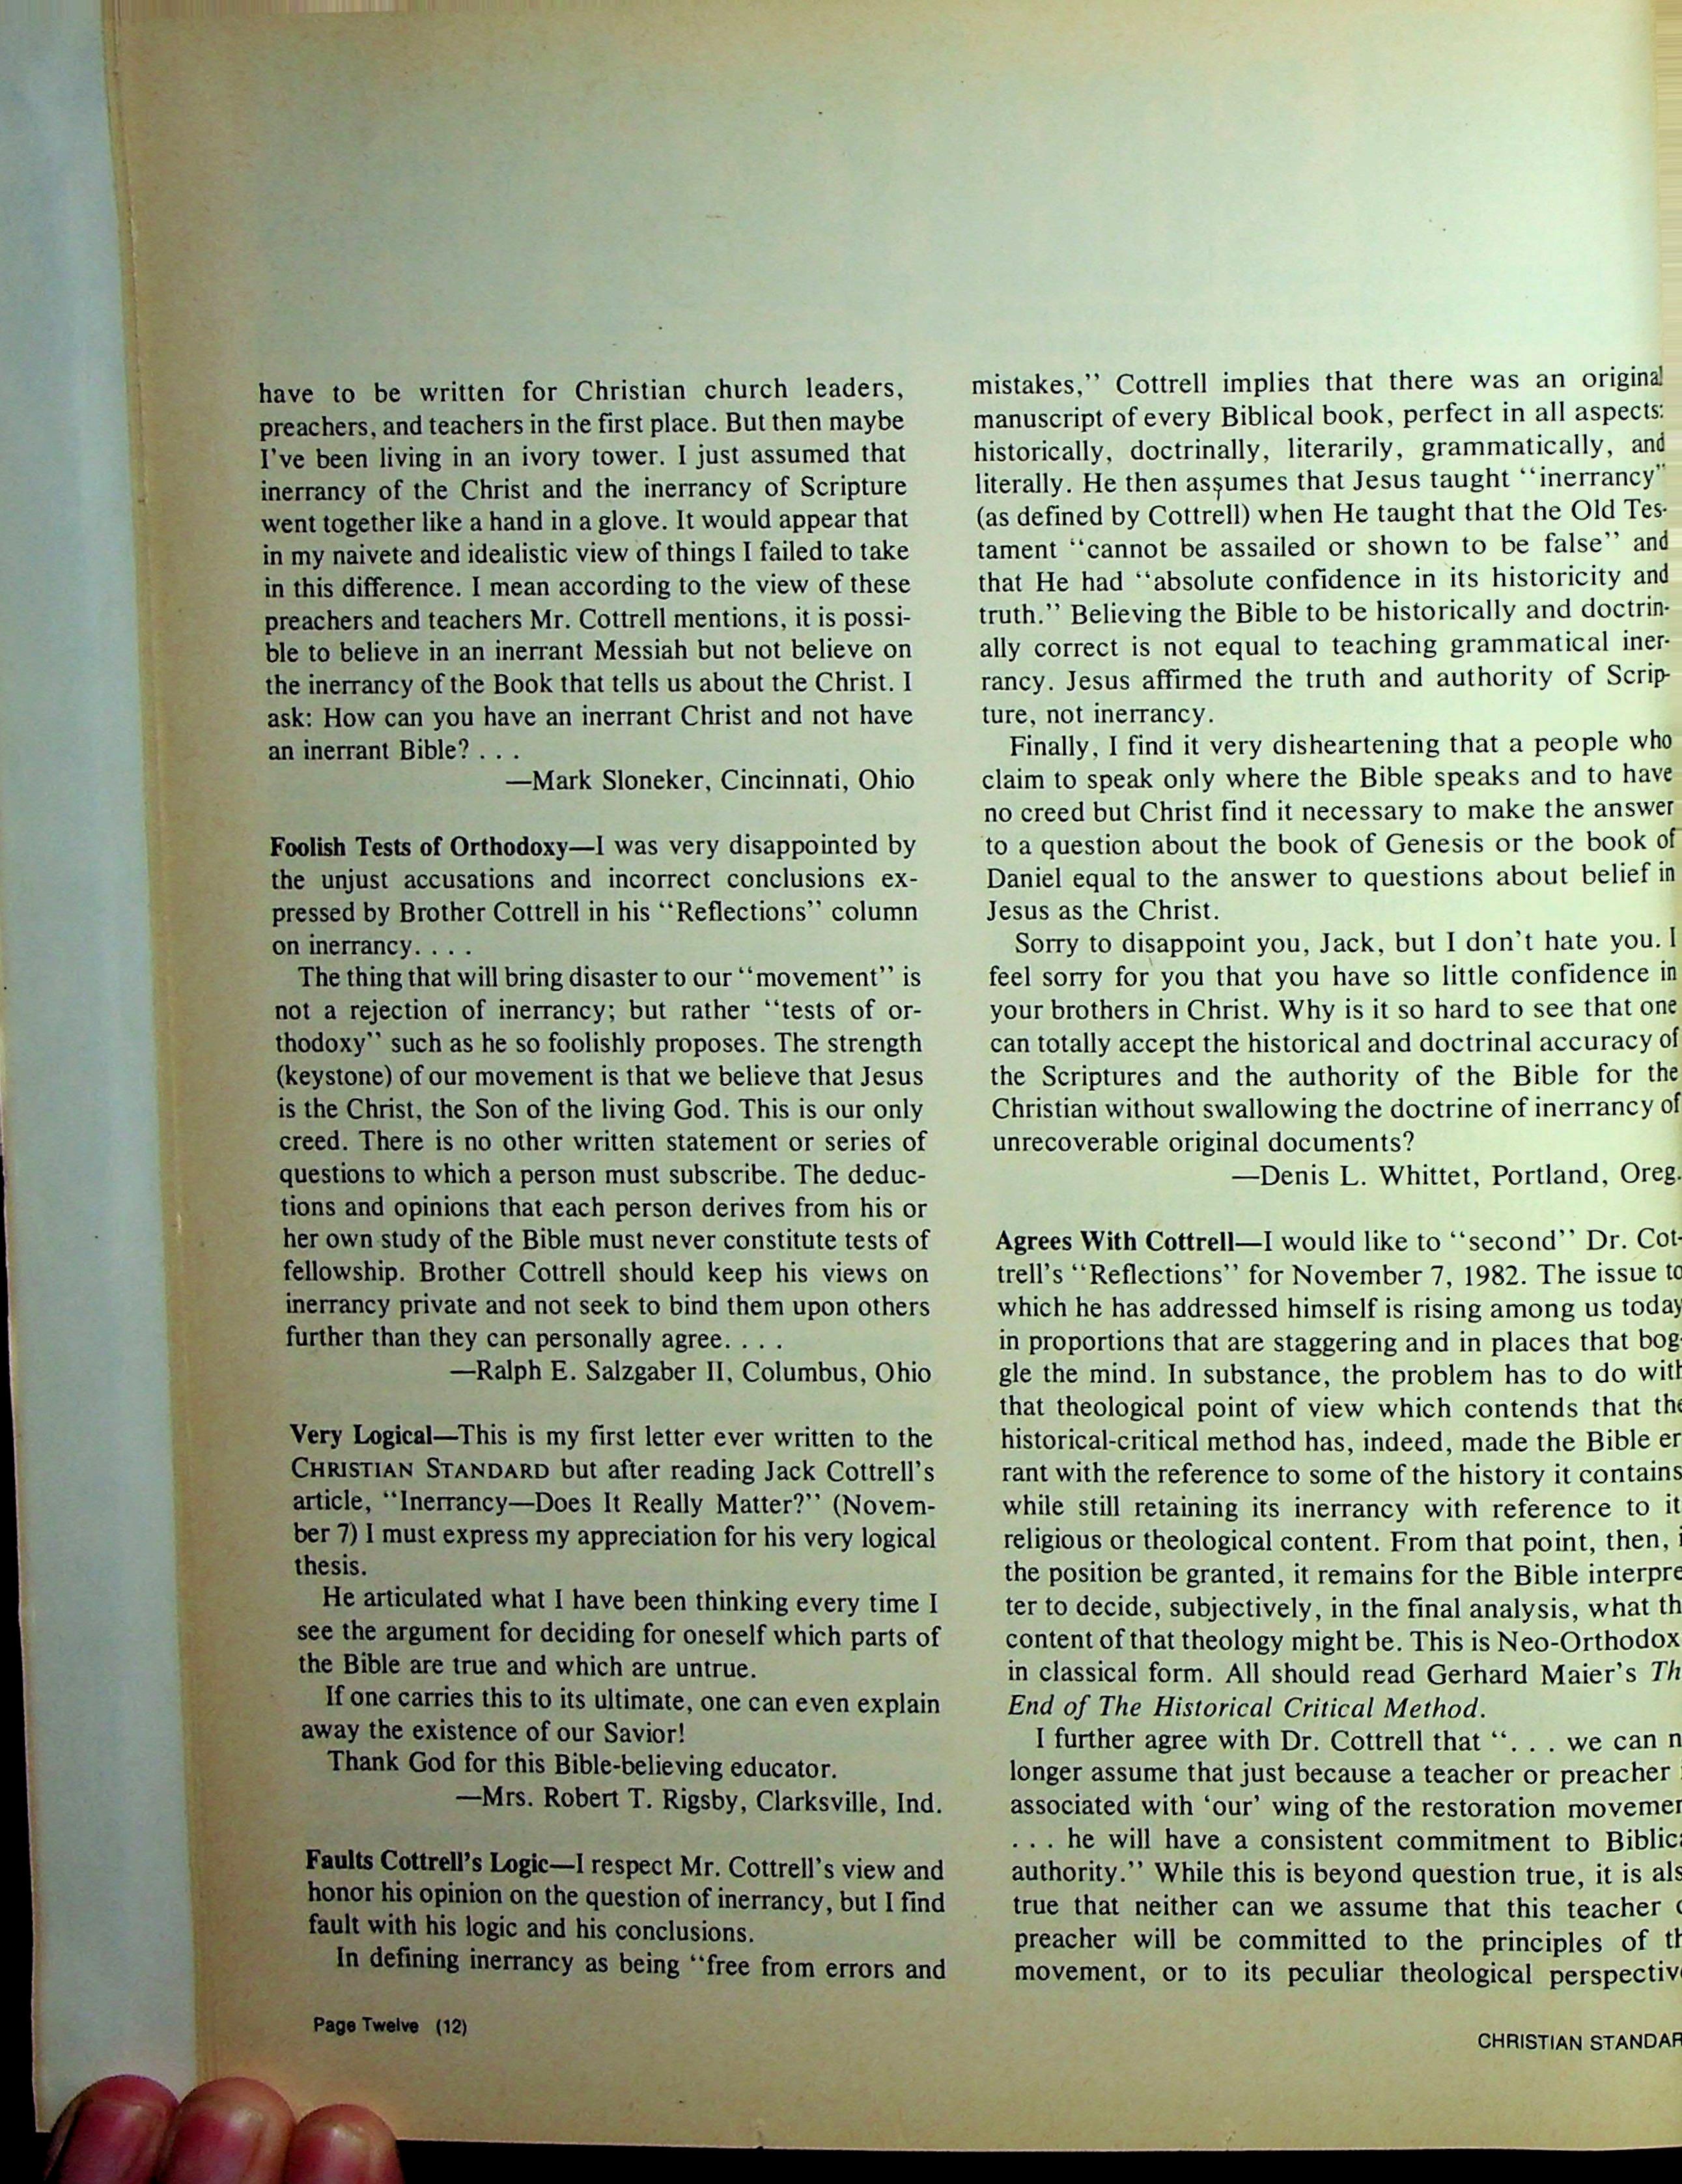 have to be written for Christian church leaders,
preachers, and teachers in the first place. But then maybe
I've been living in an ivory tower. I just assumed that
inerrancy of the Christ and the inerrancy of Scripture
went together like a hand in a glove. It would appear that
in my naivete and idealistic view of things I failed to take
in this difference. I mean according to the view of these
preachers and teachers Mr. Cottrell mentions, it is possi-
ble to believe in an inerrant Messiah but not believe on
the inerrancy of the Book that tells us about the Christ. I
ask: How can you have an inerrant Christ and not have
an inerrant Bible? . . .
—Mark Sloneker, Cincinnati, Ohio
Foolish Tests of Orthodoxy—I was very disappointed by
the unjust accusations and incorrect conclusions ex-
pressed by Brother Cottrell in his ‘‘Reflections’’ column
on inerrancy. . . .
The thing that will bring disaster to our ‘‘movement’’ is
not a rejection of inerrancy; but rather ‘‘tests of or-
thodoxy’’ such as he so foolishly proposes. The strength
(keystone) of our movement is that we believe that Jesus
is the Christ, the Son of the living God. This is our only
creed. There is no other written statement or series of
questions to which a person must subscribe. The deduc-
tions and opinions that each person derives from his or
her own study of the Bible must never constitute tests of
fellowship. Brother Cottrell should keep his views on
inerrancy private and not seek to bind them upon others
further than they can personally agree. . . .
—Ralph E. Salzgaber II, Columbus, Ohio
Very Logical—This is my first letter ever written to the
CHRISTIAN STANDARD but after reading Jack Cottrell's
article, ‘‘Inerrancy—Does It Really Matter?’’ (Novem-
ber 7) I must express my appreciation for his very logical
thesis.
He articulated what I have been thinking every time I
see the argument for deciding for oneself which parts of
the Bible are true and which are untrue.
If one carries this to its ultimate, one can even explain
away the existence of our Savior!
Thank God for this Bible-believing educator.
—Mrs. Robert T. Rigsby, Clarksville, Ind.
Faults Cottrell's Logic—I respect Mr. Cottrell's view and
honor his opinion on the question of inerrancy, but I find
fault with his logic and his conclusions.
In defining inerrancy as being ‘‘free from errors and
mistakes,’’ Cottrell implies that there was an original
manuscript of every Biblical book, perfect in all aspects:
historically, doctrinally, literarily, grammatically, and
literally. He then assumes that Jesus taught ‘‘inerrancy’’
(as defined by Cottrell) when He taught that the Old Tes-
tament ‘‘cannot be assailed or shown to be false’’ and
that He had ‘‘absolute confidence in its historicity and
truth.’’ Believing the Bible to be historically and doctrin-
ally correct is not equal to teaching grammatical iner-
rancy. Jesus affirmed the truth and authority of Scrip-
ture, not inerrancy.
Finally, I find it very disheartening that a people who
claim to speak only where the Bible speaks and to have
no creed but Christ find it necessary to make the answer
to a question about the book of Genesis or the book of
Daniel equal to the answer to questions about belief in
Jesus as the Christ.
Sorry to disappoint you, Jack, but I don't hate you. I
feel sorry for you that you have so little confidence in
your brothers in Christ. Why is it so hard to see that one
can totally accept the historical and doctrinal accuracy of
the Scriptures and the authority of the Bible for the
Christian without swallowing the doctrine of inerrancy of
unrecoverable original documents?
—Denis L. Whittet, Portland, Oreg.
Agrees With Cottrell—I would like to ‘‘second’’ Dr. Cot-
trell's ‘‘Reflections’’ for November 7, 1982. The issue to
which he has addressed himself is rising among us today
in proportions that are staggering and in places that bog-
gle the mind. In substance, the problem has to do with
that theological point of view which contends that the
historical-critical method has, indeed, made the Bible er
rant with the reference to some of the history it contains
while still retaining its inerrancy with reference to it
religious or theological content. From that point, then,
the position be granted, it remains for the Bible interpre
ter to decide, subjectively, in the final analysis, what th
content of that theology might be. This is Neo-Orthodox
in classical form. All should read Gerhard Maier's Th
End of The Historical Critical Method.
I further agree with Dr. Cottrell that ‘‘. . . we can n
longer assume that just because a teacher or preacher
associated with ‘our’ wing of the restoration movemen
. . . he will have a consistent commitment to Biblica
authority.’’ While this is beyond question true, it is als
true that neither can we assume that this teacher
preacher will be committed to the principles of th
movement, or to its peculiar theological perspective
Page Twelve (12)
CHRISTIAN STANDAR